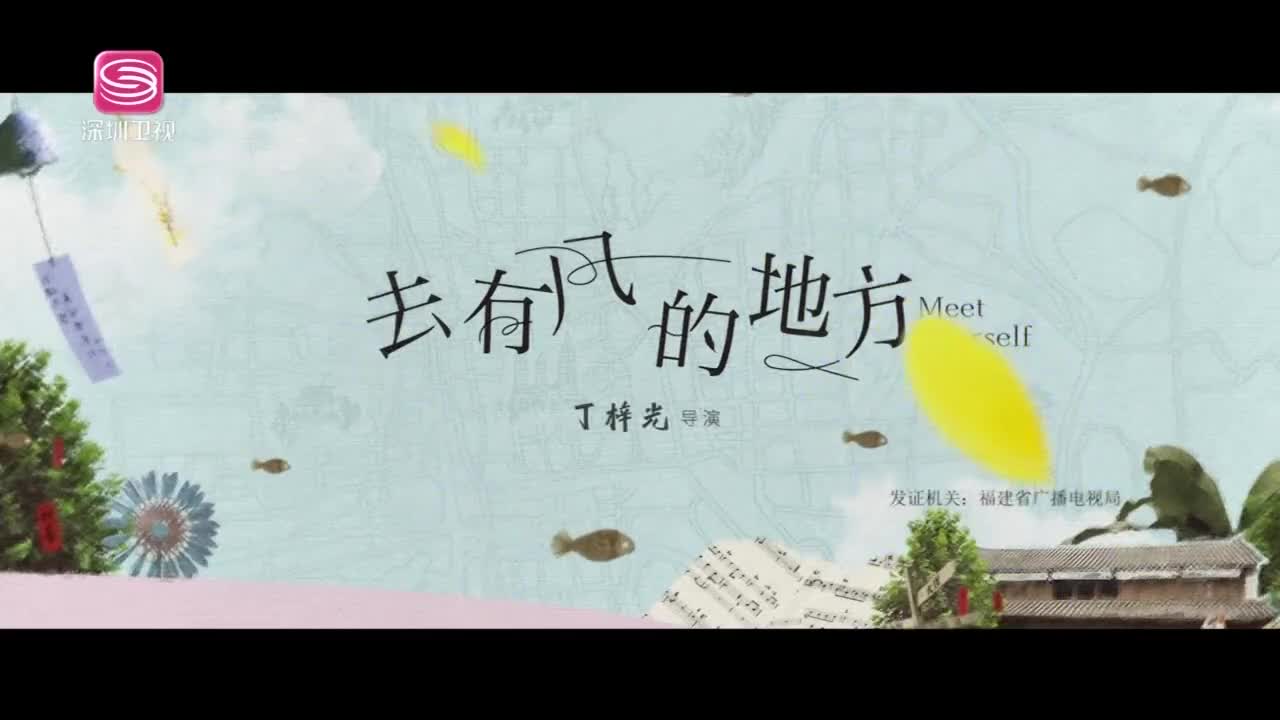 深圳卫视
去有风的地方
Meet
self
丁梓光 导演
发证机关：福建省广播电视局